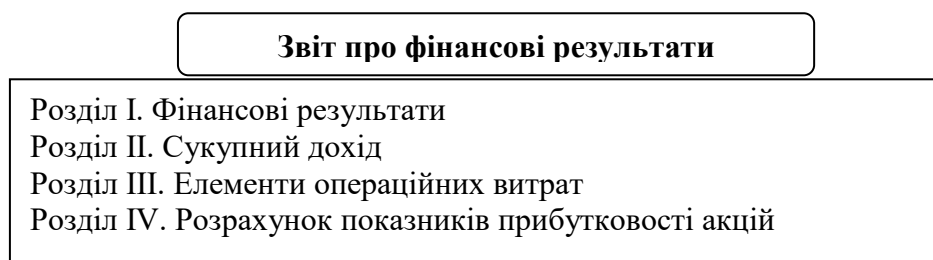 Звіт про фінансові результати
Розділ І. Фінансові результати
Розділ ІІ. Сукупний дохід
Розділ ІІІ. Елементи операційних витрат
Розділ IV. Розрахунок показників прибутковості акцій